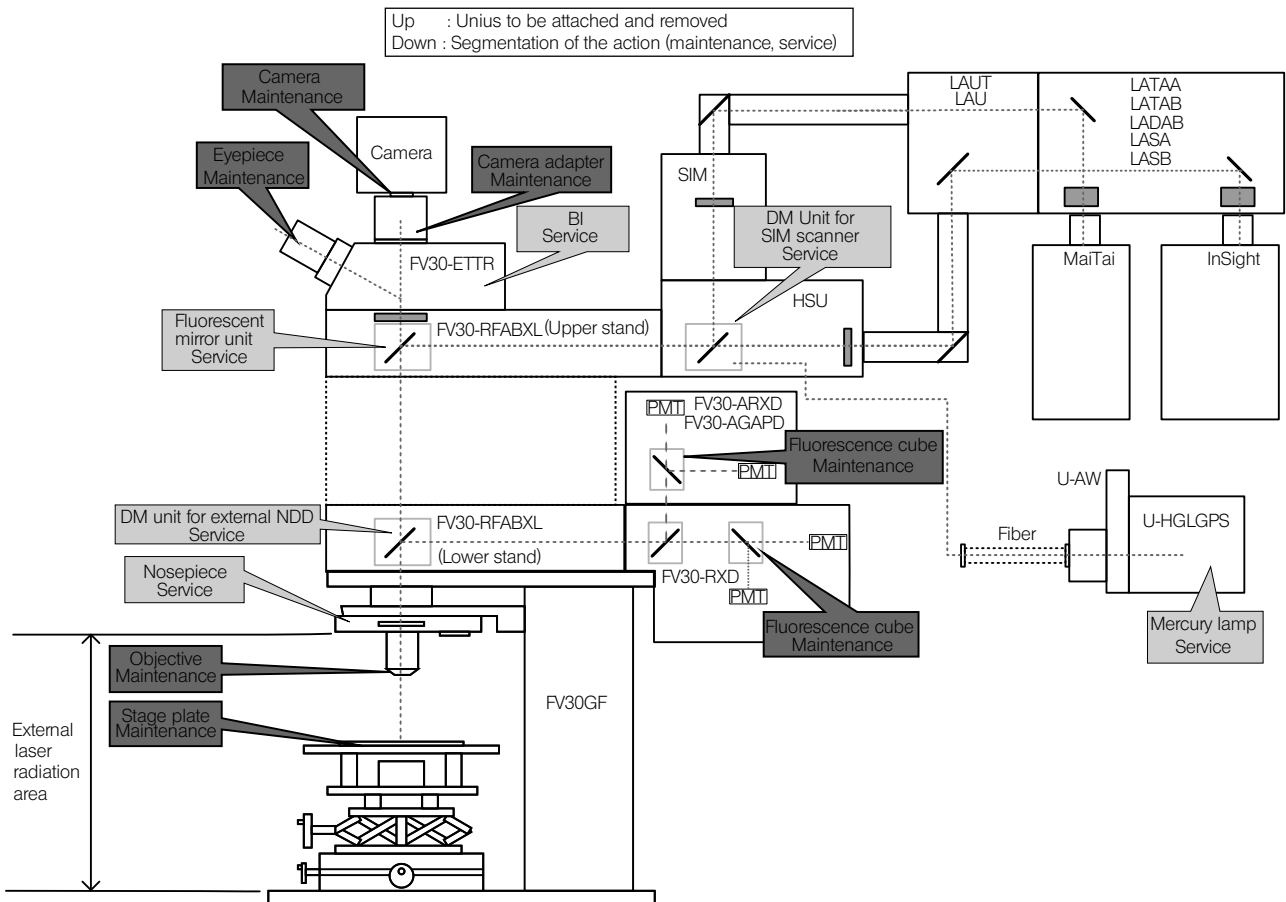 Up : Unius to be attached and removed
Down : Segmentation of the action (maintenance, service)
Camera
Maintenance
Camera
Eyepiece
Maintenance
Camera adapter
Maintenance
BI
Service
FV30-ETTR
SIM
DM Unit for
SIM scanner
Service
HSU
LAUT
LAU
LATAA
LATAB
LADAB
LASA
LASB
MaiTai
InSight
Fluorescent
mirror unit
Service
FV30-RFABXL (Upper stand)
PMT
FV30-ARXD
FV30-AGAPD
PMT
Fluorescence cube
Maintenance
DM unit for external NDD
Service
FV30-RFABXL
(Lower stand)
PMT
FV30-RXD
PMT
Fluorescence cube
Maintenance
U-AW
U-HGLGPS
Fiber
Mercury lamp
Service
Nosepiece
Service
Objective
Maintenance
Stage plate
Maintenance
FV30GF
External
laser
radiation
area